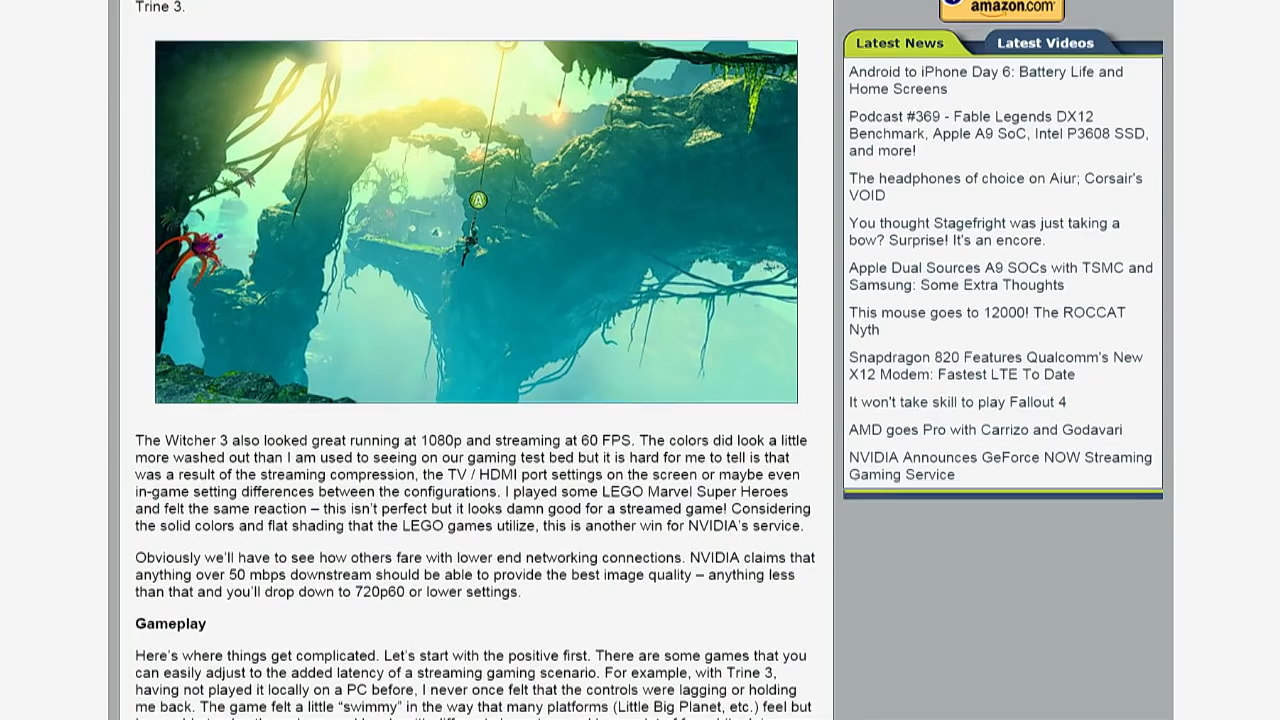 Trine 3.
A
The Witcher 3 also looked great running at 1080p and streaming at 60 FPS. The colors did look a little
more washed out than I am used to seeing on our gaming test bed but it is hard for me to tell is that
was a result of the streaming compression, the TV / HDMI port settings on the screen or maybe even
in-game setting differences between the configurations. I played some LEGO Marvel Super Heroes
and felt the same reaction – this isn't perfect but it looks damn good for a streamed game! Considering
the solid colors and flat shading that the LEGO games utilize, this is another win for NVIDIA's service.
Obviously we'll have to see how others fare with lower end networking connections. NVIDIA claims that
anything over 50 mbps downstream should be able to provide the best image quality – anything less
than that and you'll drop down to 720p60 or lower settings.
Gameplay
Here's where things get complicated. Let's start with the positive first. There are some games that you
can easily adjust to the added latency of a streaming gaming scenario. For example, with Trine 3,
having not played it locally on a PC before, I never once felt that the controls were lagging or holding
me back. The game felt a little “swimmy” in the way that many platforms (Little Big Planet, etc.) feel but
amazon.com
Latest News
Latest Videos
Android to iPhone Day 6: Battery Life and
Home Screens
Podcast #369 - Fable Legends DX12
Benchmark, Apple A9 SoC, Intel P3608 SSD,
and more!
The headphones of choice on Aiur; Corsair's
VOID
You thought Stagefright was just taking a
bow? Surprise! It's an encore.
Apple Dual Sources A9 SOCs with TSMC and
Samsung: Some Extra Thoughts
This mouse goes to 12000! The ROCCAT
Nyth
Snapdragon 820 Features Qualcomm's New
X12 Modem: Fastest LTE To Date
It won't take skill to play Fallout 4
AMD goes Pro with Carrizo and Godavari
NVIDIA Announces GeForce NOW Streaming
Gaming Service